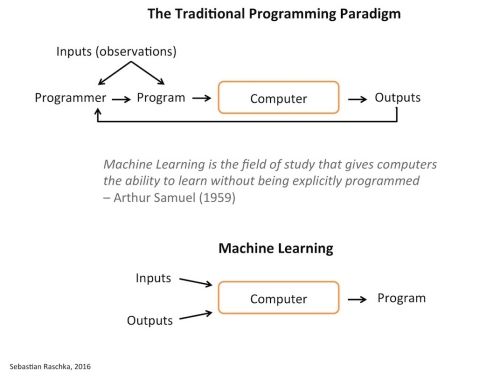 The Traditional Programming Paradigm
Inputs (observations)
Programmer
Program
Computer
Outputs
Machine Learning is the field of study that gives computers
the ability to learn without being explicitly programmed
– Arthur Samuel (1959)
Machine Learning
Inputs
Computer
Program
Outputs
Sebastian Raschka, 2016